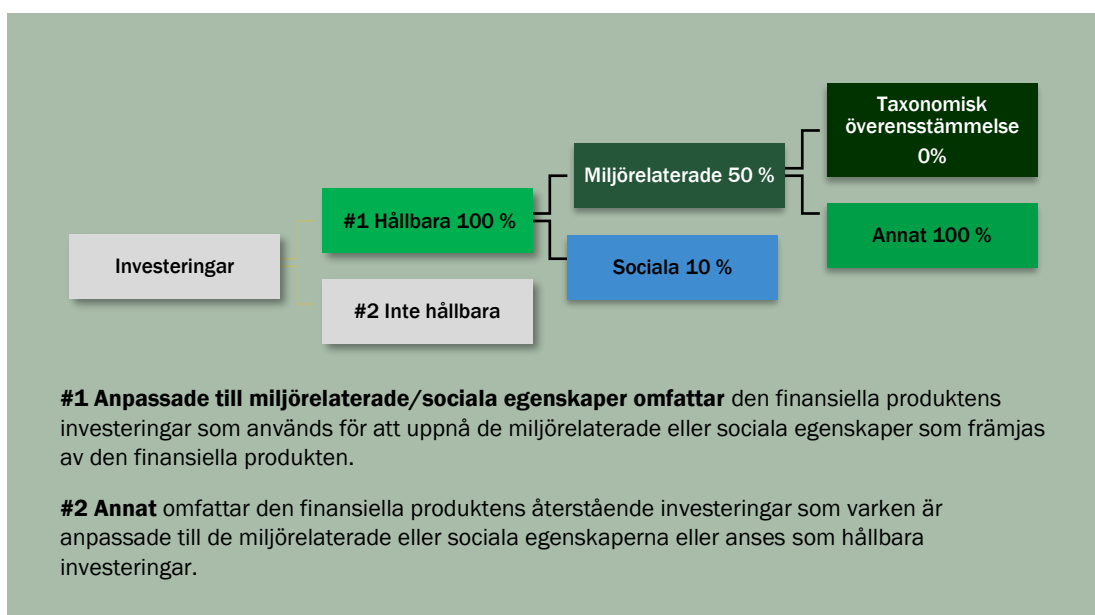 Taxonomisk
överensstämmelse
0%
Miljörelaterade 50 %
#1 Hållbara 100 %
Annat 100 %
Investeringar
Sociala 10 %
#2 Inte hållbara
#1 Anpassade till miljörelaterade/sociala egenskaper omfattar den finansiella produktens
investeringar som används för att uppnå de miljörelaterade eller sociala egenskaper som främjas
av den finansiella produkten.
#2 Annat omfattar den finansiella produktens återstående investeringar som varken är
anpassade till de miljörelaterade eller sociala egenskaperna eller anses som hållbara
investeringar.